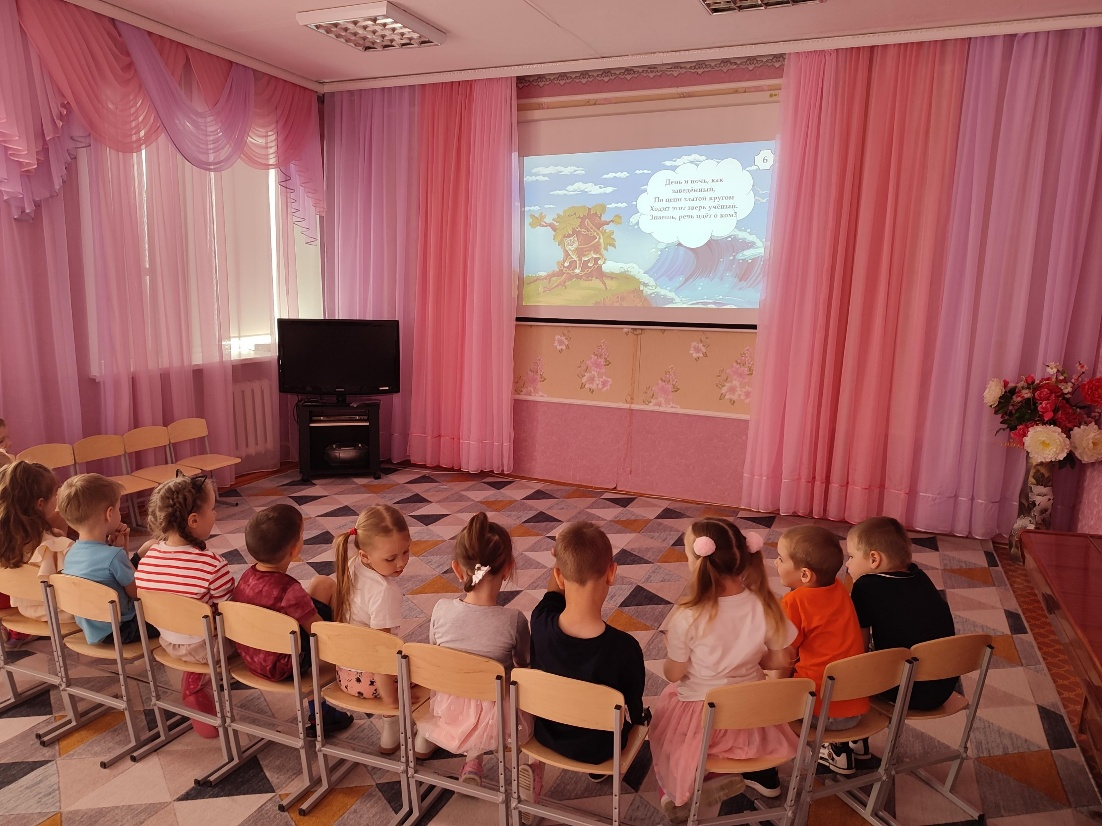 6
День и ночь, как
заведённый,
По цепи златой кругом
Ходит этот зверь учёный.
Знаешь, речь идёт о ком?